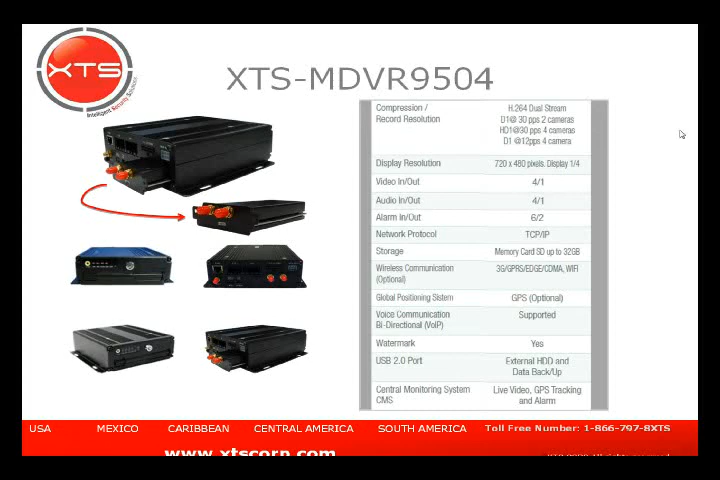 XTS
Intelligent Security Solutions
XTS-MDVR9504
Compression / Record Resolution
H.264 Dual Stream
D1@ 30 pps 2 cameras
HD1@30 pps 4 cameras
D1 @12pps 4 camera
Display Resolution 720 x 480 pixels. Display 1/4
Video In/Out 4/1
Audio In/Out 4/1
Alarm In/Out 6/2
Network Protocol TCP/IP
Storage Memory Card SD up to 32GB
Wireless Communication (Optional) 3G/GPRS/EDGE/CDMA, WIFI
Global Positioning Sistem GPS (Optional)
Voice Communication Bi-Directional (VoIP) Supported
Watermark Yes
USB 2.0 Port External HDD and Data Back/Up
Central Monitoring System CMS Live Video, GPS Tracking and Alarm
USA MEXICO CARIBBEAN CENTRAL AMERICA SOUTH AMERICA Toll Free Number: 1-866-797-8XTS
www.xtscorp.com